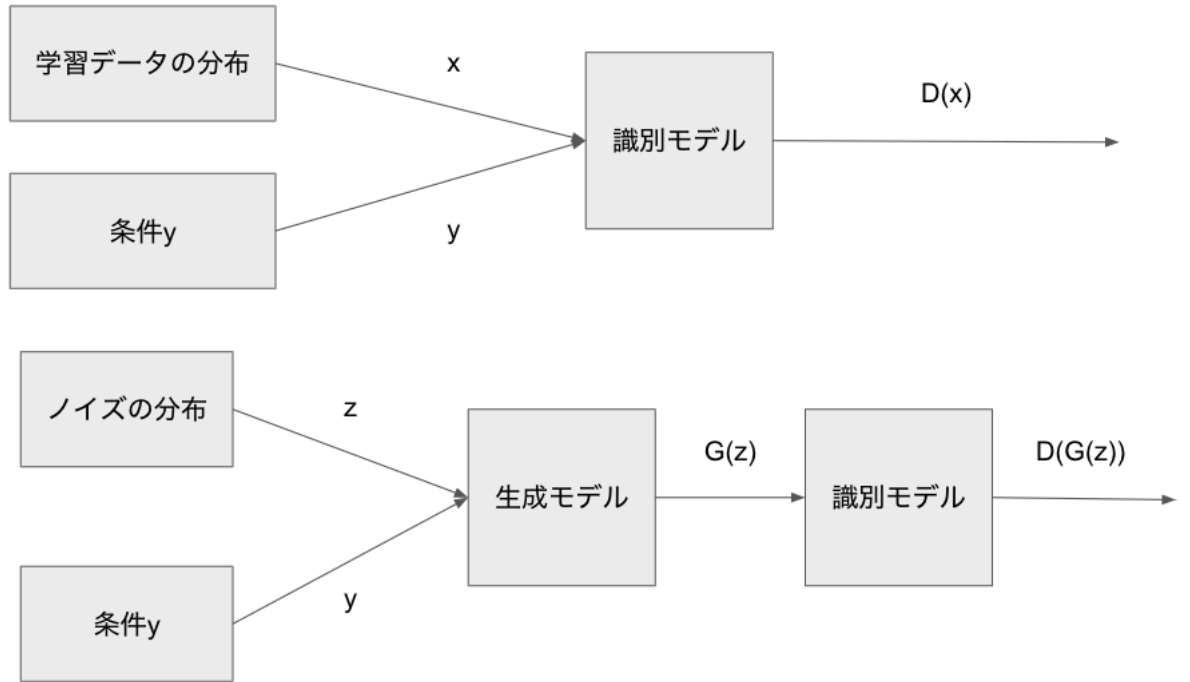 学習データの分布
x
D(x)
識別モデル
条件y
y
ノイズの分布
z
G(z)
D(G(z))
生成モデル
識別モデル
y
条件y